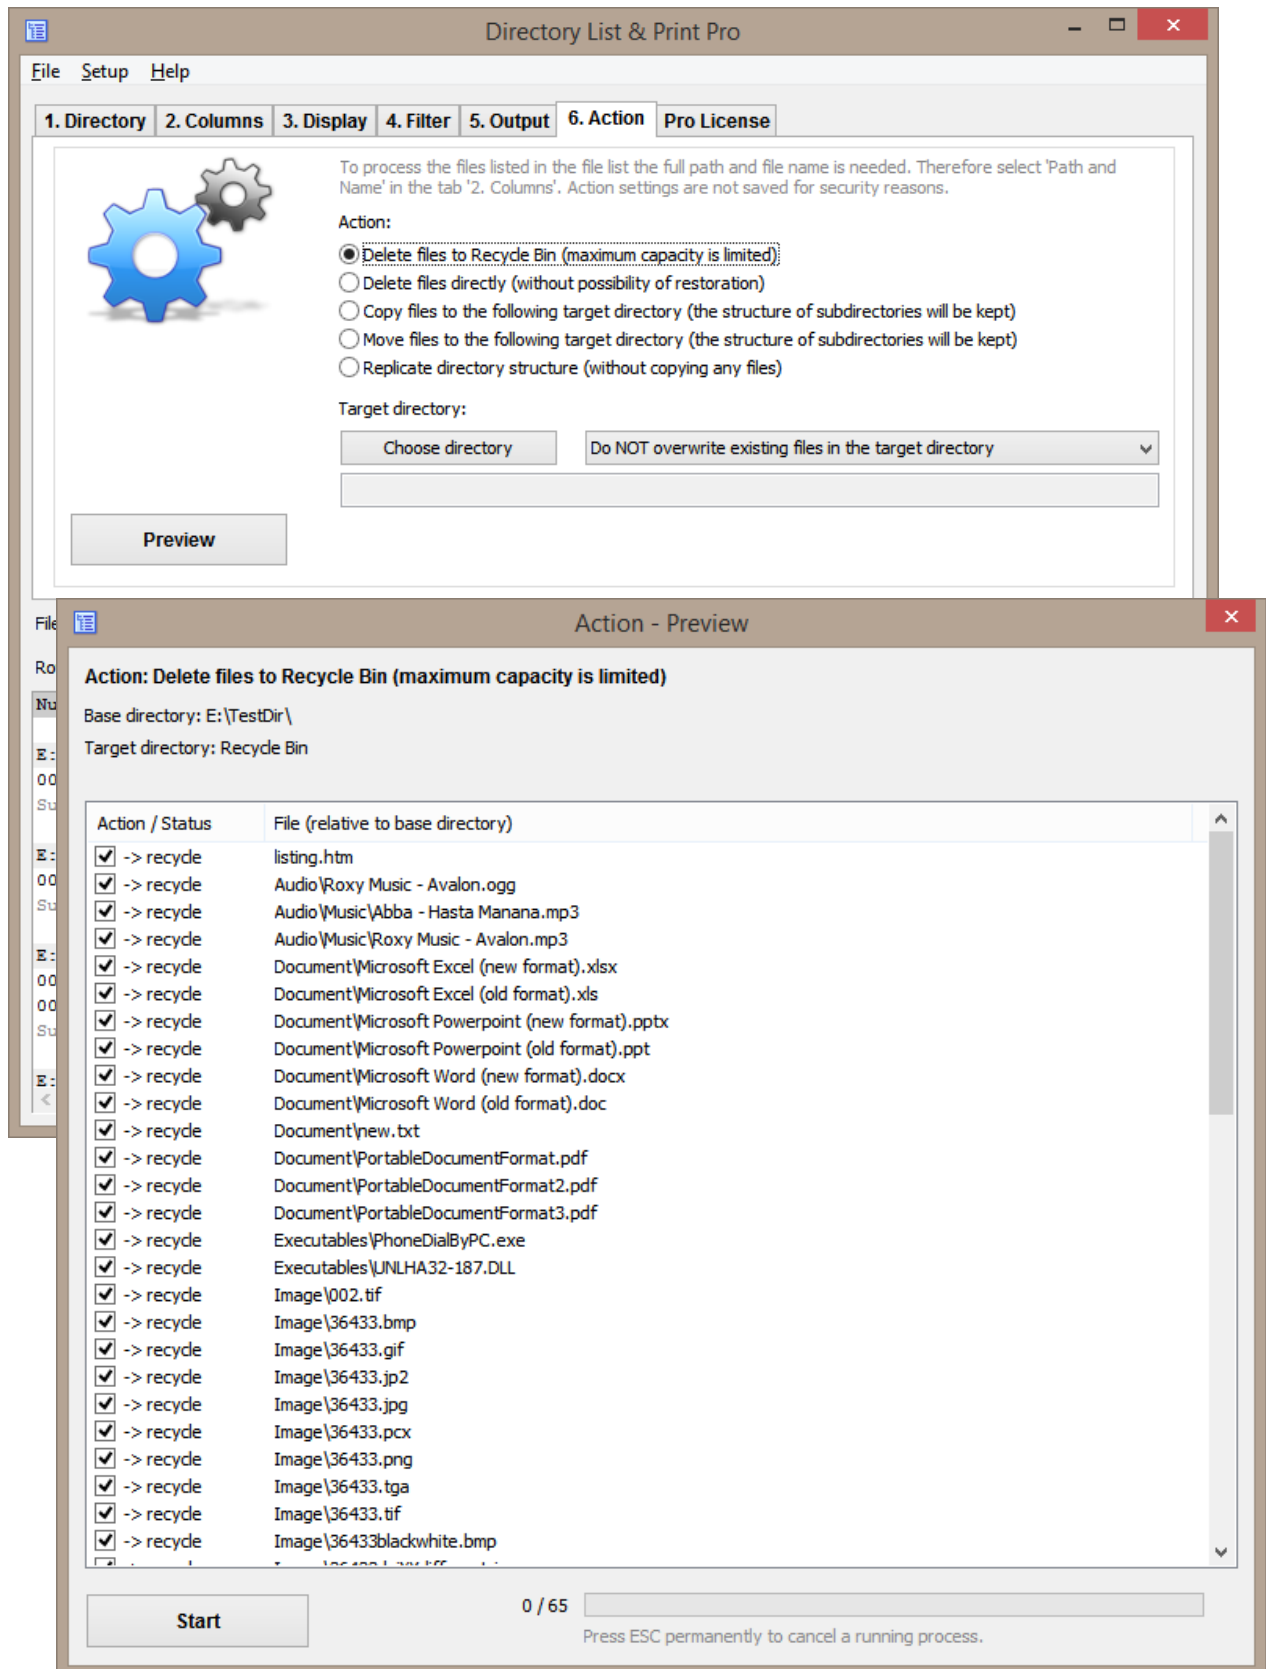 Directory List & Print Pro
File Setup Help
1. Directory 2. Columns 3. Display 4. Filter 5. Output 6. Action Pro License
To process the files listed in the file list the full path and file name is needed. Therefore select 'Path and
Name' in the tab '2. Columns'. Action settings are not saved for security reasons.
Action:
Delete files to Recycle Bin (maximum capacity is limited)
Delete files directly (without possibility of restoration)
Copy files to the following target directory (the structure of subdirectories will be kept)
Move files to the following target directory (the structure of subdirectories will be kept)
Replicate directory structure (without copying any files)
Target directory:
Choose directory Do NOT overwrite existing files in the target directory
Preview
File
Ro
Nu
E:
00
Su
E:
00
Su
E:
00
00
Su
E:
Action - Preview
Action: Delete files to Recycle Bin (maximum capacity is limited)
Base directory: E:\TestDir\
Target directory: Recycle Bin
Action / Status File (relative to base directory)
-> recycle listing.htm
-> recycle Audio\Roxy Music - Avalon.ogg
-> recycle Audio\Music\Abba - Hasta Manana.mp3
-> recycle Audio\Music\Roxy Music - Avalon.mp3
-> recycle Document\Microsoft Excel (new format).xlsx
-> recycle Document\Microsoft Excel (old format).xls
-> recycle Document\Microsoft Powerpoint (new format).pptx
-> recycle Document\Microsoft Powerpoint (old format).ppt
-> recycle Document\Microsoft Word (new format).docx
-> recycle Document\Microsoft Word (old format).doc
-> recycle Document\new.txt
-> recycle Document\PortableDocumentFormat.pdf
-> recycle Document\PortableDocumentFormat2.pdf
-> recycle Document\PortableDocumentFormat3.pdf
-> recycle Executables\PhoneDialByPC.exe
-> recycle Executables\UNLHA32-187.DLL
-> recycle Image\002.tif
-> recycle Image\36433.bmp
-> recycle Image\36433.gif
-> recycle Image\36433.jp2
-> recycle Image\36433.jpg
-> recycle Image\36433.pcx
-> recycle Image\36433.png
-> recycle Image\36433.tga
-> recycle Image\36433.tif
-> recycle Image\36433blackwhite.bmp
Start
0 / 65
Press ESC permanently to cancel a running process.